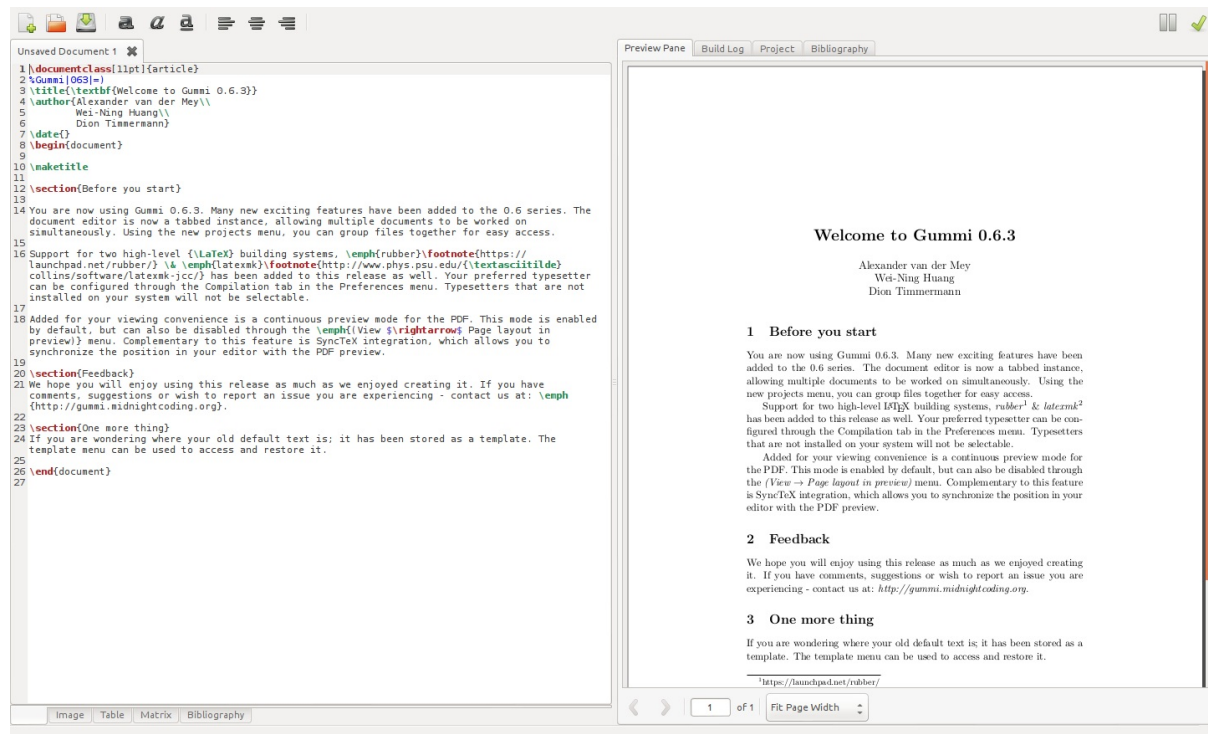 a a a
Unsaved Document 1
1 \documentclass[11pt]{article}
2 %Gummi|063|=)
3 \title{\textbf{Welcome to Gummi 0.6.3}}
4 \author{Alexander van der Mey\\
5 Wei-Ning Huang\\
6 Dion Timmermann}
7 \date{}
8 \begin{document}
9
10 \maketitle
11
12 \section{Before you start}
13
14 You are now using Gummi 0.6.3. Many new exciting features have been added to the 0.6 series. The
document editor is now a tabbed instance, allowing multiple documents to be worked on
simultaneously. Using the new projects menu, you can group files together for easy access.
15
16 Support for two high-level {\LaTeX} building systems, \emph{rubber}\footnote{https://
launchpad.net/rubber/} \& \emph{latexmk}\footnote{http://www.phys.psu.edu/{\textasciitilde}
collins/software/latexmk-jcc/} has been added to this release as well. Your preferred typesetter
can be configured through the Compilation tab in the Preferences menu. Typesetters that are not
installed on your system will not be selectable.
17
18 Added for your viewing convenience is a continuous preview mode for the PDF. This mode is enabled
by default, but can also be disabled through the \emph{(View $\rightarrow$ Page layout in
preview)} menu. Complementary to this feature is SyncTeX integration, which allows you to
synchronize the position in your editor with the PDF preview.
19
20 \section{Feedback}
21 We hope you will enjoy using this release as much as we enjoyed creating it. If you have
comments, suggestions or wish to report an issue you are experiencing - contact us at: \emph
{http://gummi.midnightcoding.org}.
22
23 \section{One more thing}
24 If you are wondering where your old default text is; it has been stored as a template. The
template menu can be used to access and restore it.
25
26 \end{document}
27
Image Table Matrix Bibliography
Preview Pane Build Log Project Bibliography
Welcome to Gummi 0.6.3
Alexander van der Mey
Wei-Ning Huang
Dion Timmermann
1 Before you start
You are now using Gummi 0.6.3. Many new exciting features have been
added to the 0.6 series. The document editor is now a tabbed instance,
allowing multiple documents to be worked on simultaneously. Using the
new projects menu, you can group files together for easy access.
Support for two high-level LATEX building systems, rubber¹ & latexmk²
has been added to this release as well. Your preferred typesetter can be con-
figured through the Compilation tab in the Preferences menu. Typesetters
that are not installed on your system will not be selectable.
Added for your viewing convenience is a continuous preview mode for
the PDF. This mode is enabled by default, but can also be disabled through
the (View → Page layout in preview) menu. Complementary to this feature
is SyncTeX integration, which allows you to synchronize the position in your
editor with the PDF preview.
2 Feedback
We hope you will enjoy using this release as much as we enjoyed creating
it. If you have comments, suggestions or wish to report an issue you are
experiencing - contact us at: http://gummi.midnightcoding.org.
3 One more thing
If you are wondering where your old default text is; it has been stored as a
template. The template menu can be used to access and restore it.
¹https://launchpad.net/rubber/
1 of 1 Fit Page Width